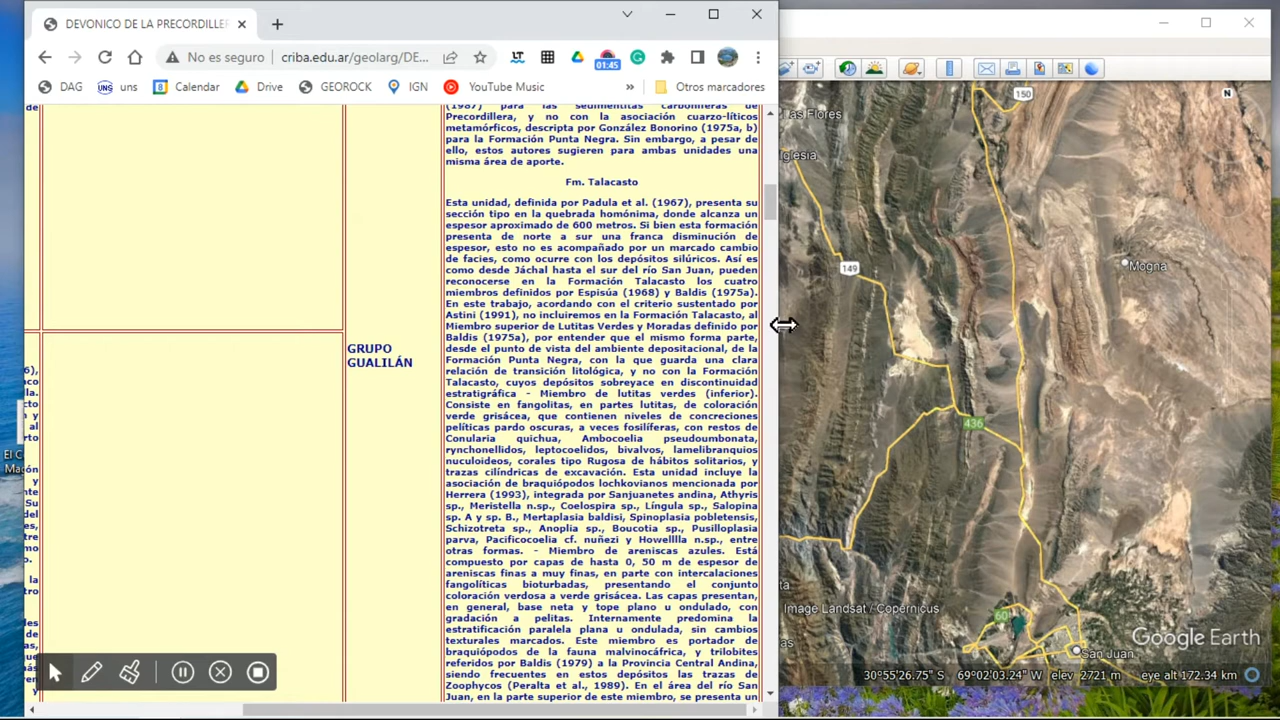 DEVONICO DE LA PRECORDILLER
No es seguro
criba.edu.ar/geolarg/DE...
01:45
DAG
uns
Calendar
Drive
GEOROCK
IGN
YouTube Music
»
Otros marcadores
de
(1987) para las sedimentitas carboníferas de
Precordillera, y no con la asociación cuarzo-líticos
metamórficos, descripta por González Bonorino (1975a, b)
para la Formación Punta Negra. Sin embargo, a pesar de
ello, estos autores sugieren para ambas unidades una
misma área de aporte.
Fm. Talacasto
Esta unidad, definida por Padula et al. (1967), presenta su
sección tipo en la quebrada homónima, donde alcanza un
espesor aproximado de 600 metros. Si bien esta formación
presenta de norte a sur una franca disminución de
espesor, esto no es acompañado por un marcado cambio
de facies, como ocurre con los depósitos silúricos. Así es
como desde Jáchal hasta el sur del río San Juan, pueden
reconocerse en la Formación Talacasto los cuatro
miembros definidos por Espisúa (1968) y Baldis (1975a).
En este trabajo, acordando con el criterio sustentado por
Astini (1991), no incluiremos en la Formación Talacasto, al
Miembro superior de Lutitas Verdes y Moradas definido por
Baldis (1975a), por entender que el mismo forma parte,
desde el punto de vista del ambiente depositacional, de la
Formación Punta Negra, con la que guarda una clara
relación de transición litológica, y no con la Formación
Talacasto, cuyos depósitos sobreyace en discontinuidad
estratigráfica - Miembro de lutitas verdes (inferior).
Consiste en fangolitas, en partes lutitas, de coloración
verde grisácea, que contienen niveles de concreciones
pelíticas pardo oscuras, a veces fosilíferas, con restos de
Conularia quichua, Ambocoelia pseudoumbonata,
rynchonellidos, leptocoelidos, bivalvos, lamelibranquios
nuculoideos, corales tipo Rugosa de hábitos solitarios, y
trazas cilíndricas de excavación. Esta unidad incluye la
asociación de braquiópodos lochkovianos mencionada por
Herrera (1993), integrada por Sanjuanetes andina, Athyris
sp., Meristella n.sp., Coelospira sp., Língula sp., Salopina
sp. A y sp. B., Mertaplasia baldisi, Spinoplasia pobletensis,
Schizotreta sp., Anoplia sp., Boucotia sp., Pusilloplasia
parva, Pacificocoelia cf. nuñezi y Howelllla n.sp., entre
otras formas. - Miembro de areniscas azules. Está
compuesto por capas de hasta 0, 50 m de espesor de
areniscas finas a muy finas, en parte con intercalaciones
fangolíticas bioturbadas, presentando el conjunto
coloración verdosa a verde grisácea. Las capas presentan,
en general, base neta y tope plano u ondulado, con
gradación a pelitas. Internamente predomina la
estratificación paralela plana u ondulada, sin cambios
texturales marcados. Este miembro es portador de
braquiópodos de la fauna malvinocáfrica, y trilobites
referidos por Baldis (1979) a la Provincia Central Andina,
siendo frecuentes en estos depósitos las trazas de
Zoophycos (Peralta et al., 1989). En el área del río San
Juan, en la parte superior de este miembro, se presenta un
GRUPO
GUALILÁN
El C
Ma
150
N
as Flores
Iglesia
149
Mogna
436
ta
Image Landsat / Copernicus
60
as
San Juan
Google Earth
30°55'26.75" S 69°02'03.24" W elev 2721 m eye alt 172.34 km